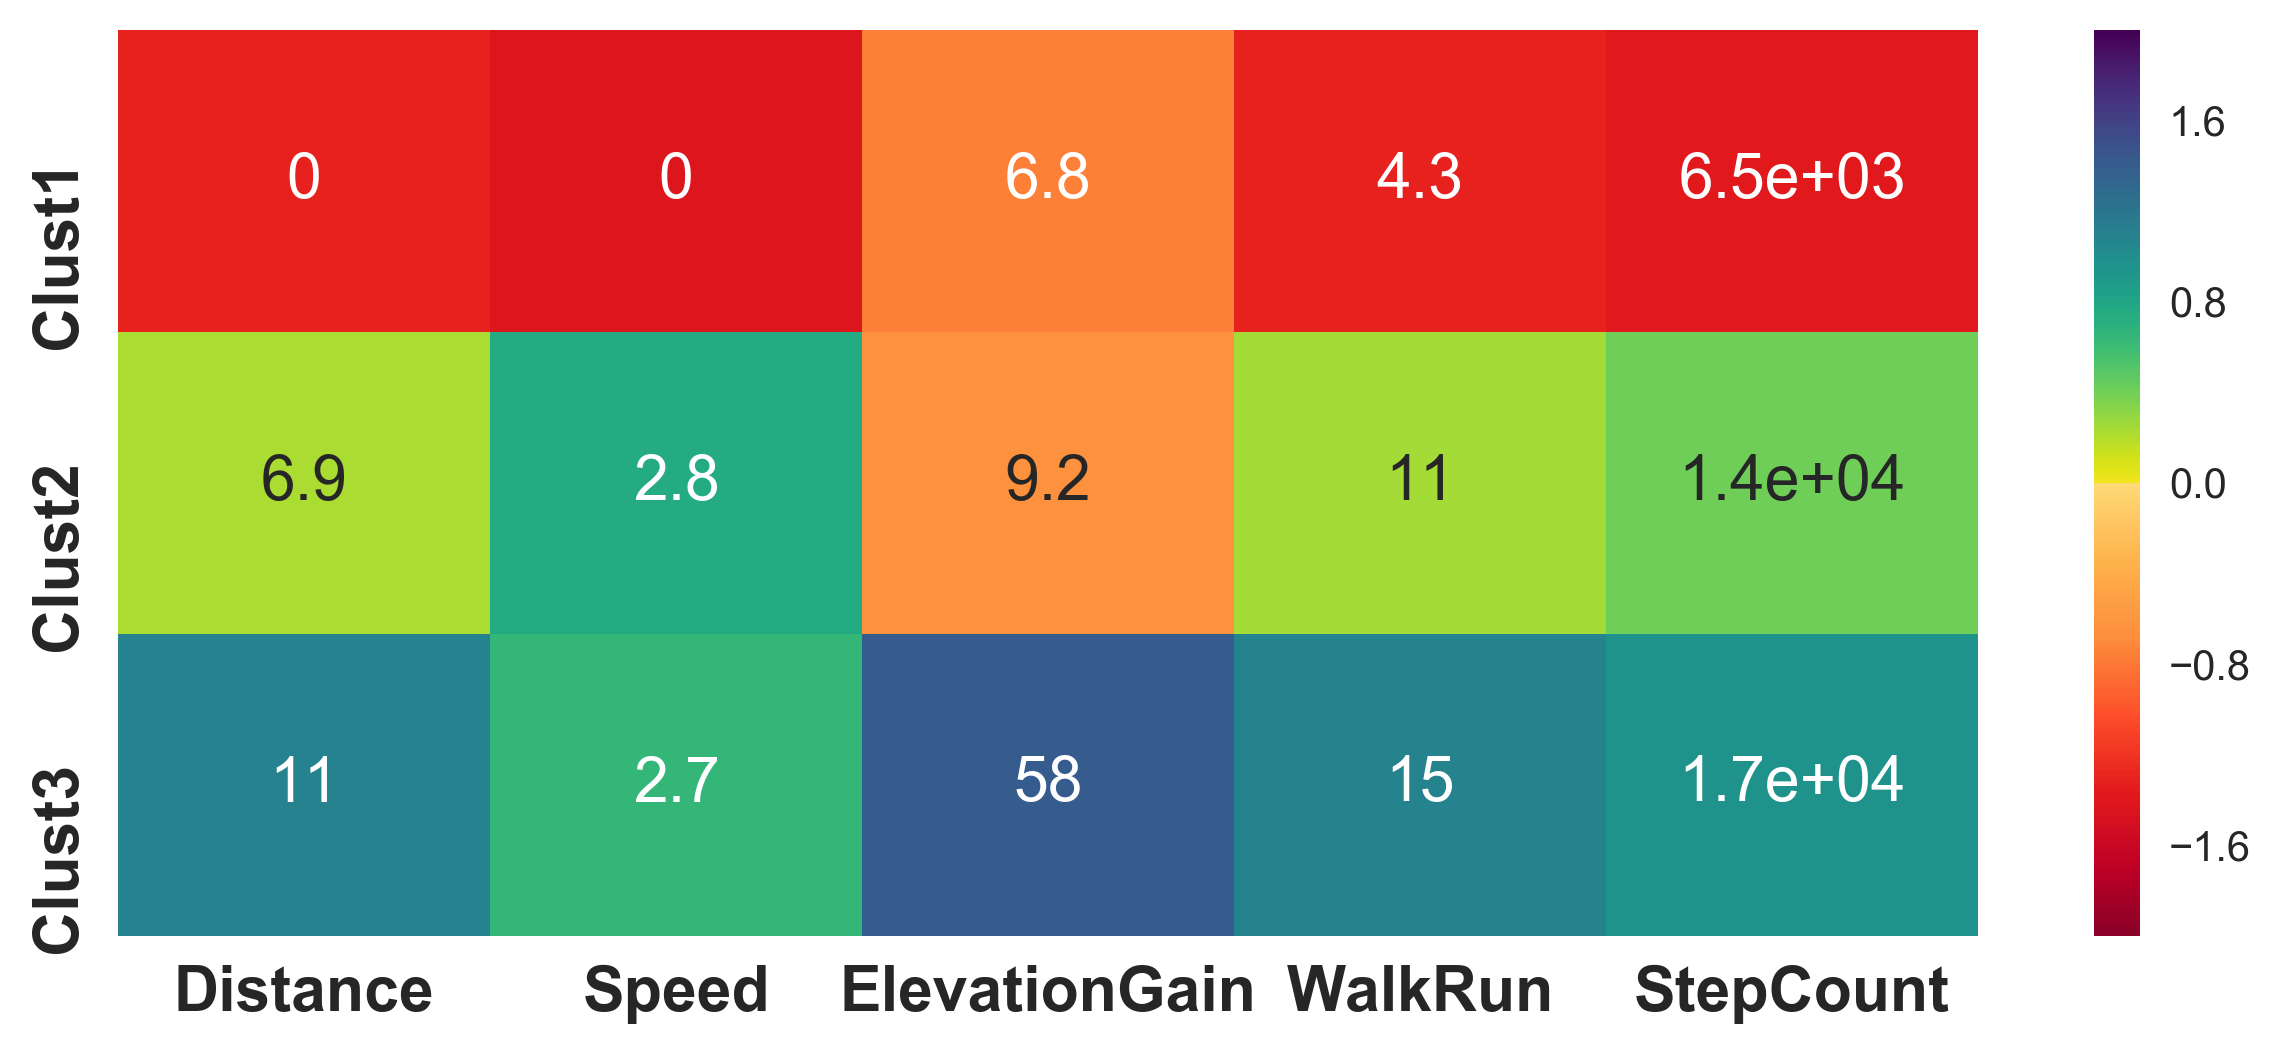 Clust1 0 0 6.8 4.3 6.5e+03
Clust2 6.9 2.8 9.2 11 1.4e+04
Clust3 11 2.7 58 15 1.7e+04
Distance Speed ElevationGain WalkRun StepCount
1.6
0.8
0.0
−0.8
−1.6